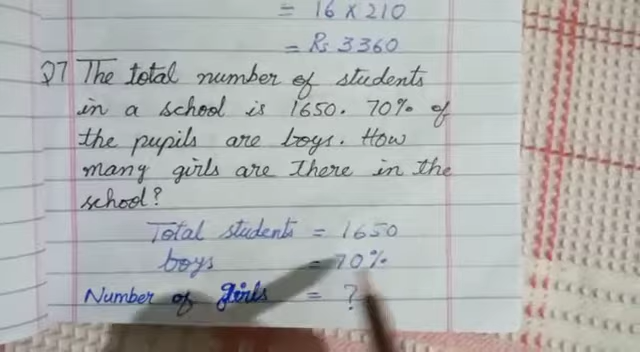 = 16 x 210
= Rs 3360
Q7 The total number of students
in a school is 1650. 70% of
the pupils are boys. How
many girls are there in the
school?
Total students = 1650
boys = 70%
Number of girls = ?